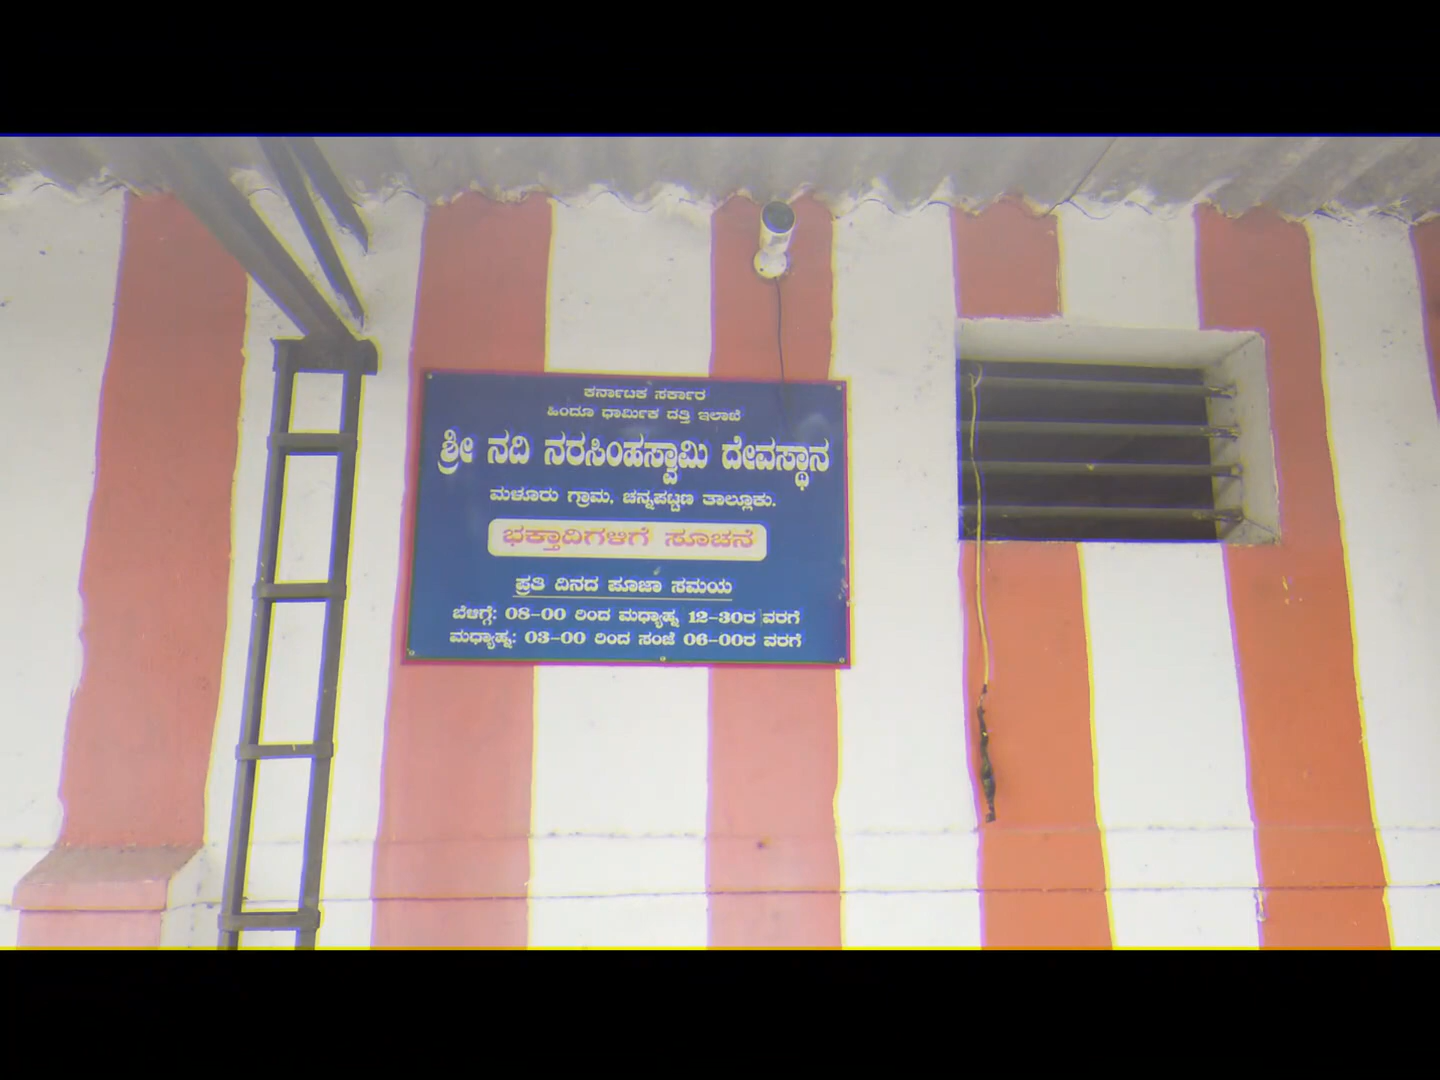 ಕರ್ನಾಟಕ ಸರ್ಕಾರ
ಹಿಂದೂ ಧಾರ್ಮಿಕ ದತ್ತಿ ಇಲಾಖೆ
ಶ್ರೀ ನದಿ ನರಸಿಂಹಸ್ವಾಮಿ ದೇವಸ್ಥಾನ
ಮಳೂರು ಗ್ರಾಮ, ಚನ್ನಪಟ್ಟಣ ತಾಲ್ಲೂಕು.
ಭಕ್ತಾದಿಗಳಿಗೆ ಸೂಚನೆ
ಪ್ರತಿ ದಿನದ ಪೂಜಾ ಸಮಯ
ಬೆಳಿಗ್ಗೆ: 08-00 ರಿಂದ ಮಧ್ಯಾಹ್ನ 12-30ರ ವರಗೆ
ಮಧ್ಯಾಹ್ನ: 03-00 ರಿಂದ ಸಂಜೆ 06-00ರ ವರಗೆ